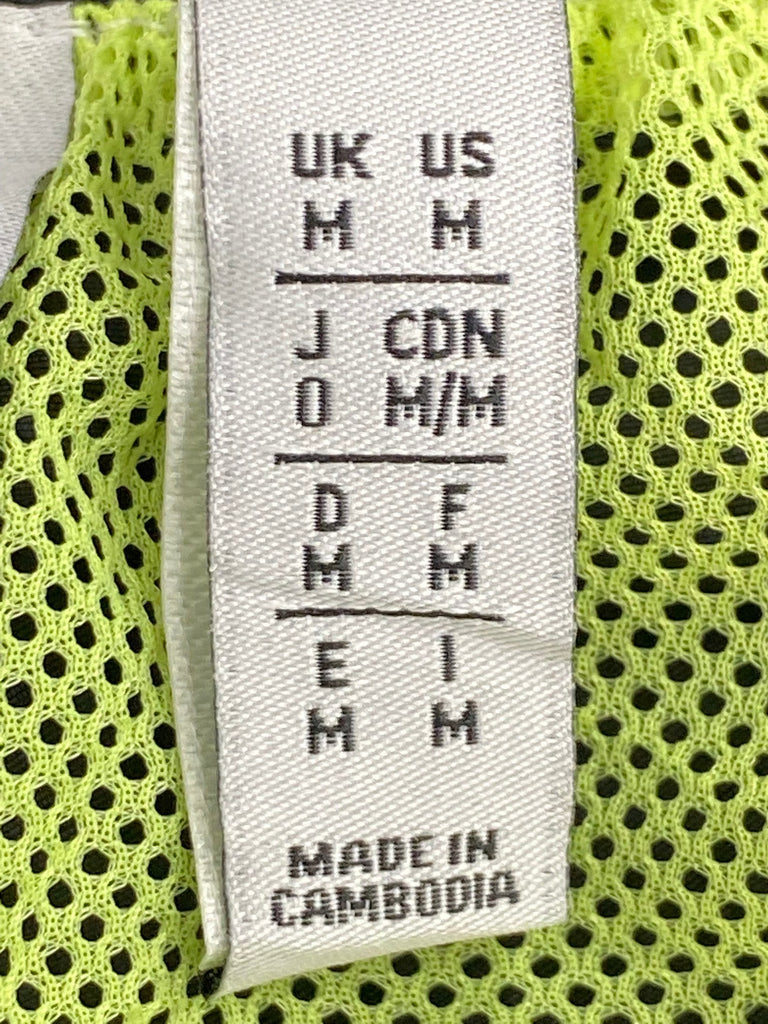 UK US
M M
J CDN
O M/M
D F
M M
E I
M M
MADE IN
CAMBODIA